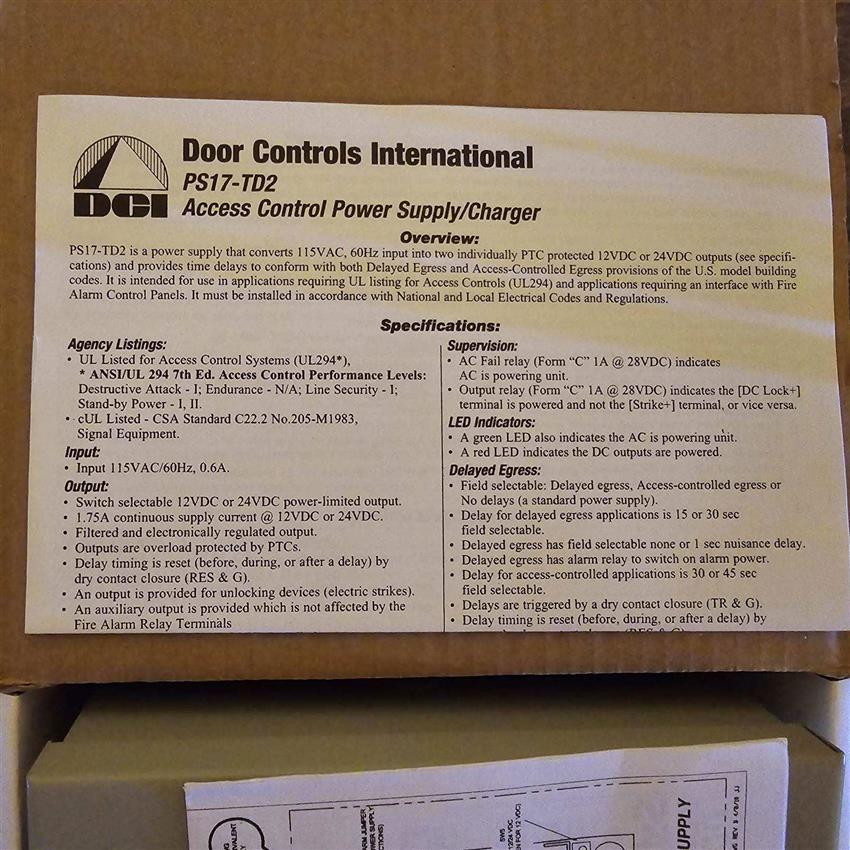 DCI
Door Controls International
PS17-TD2
Access Control Power Supply/Charger
Overview:
PS17-TD2 is a power supply that converts 115VAC, 60Hz input into two individually PTC protected 12VDC or 24VDC outputs (see specifi-
cations) and provides time delays to conform with both Delayed Egress and Access-Controlled Egress provisions of the U.S. model building
codes. It is intended for use in applications requiring UL listing for Access Controls (UL294) and applications requiring an interface with Fire
Alarm Control Panels. It must be installed in accordance with National and Local Electrical Codes and Regulations.
Specifications:
Agency Listings:
• UL Listed for Access Control Systems (UL294*),
* ANSI/UL 294 7th Ed. Access Control Performance Levels:
Destructive Attack - I; Endurance - N/A; Line Security - I;
Stand-by Power - I, II.
• cUL Listed - CSA Standard C22.2 No.205-M1983,
Signal Equipment.
Input:
• Input 115VAC/60Hz, 0.6A.
Output:
• Switch selectable 12VDC or 24VDC power-limited output.
• 1.75A continuous supply current @ 12VDC or 24VDC.
• Filtered and electronically regulated output.
• Outputs are overload protected by PTCs.
• Delay timing is reset (before, during, or after a delay) by
dry contact closure (RES & G).
• An output is provided for unlocking devices (electric strikes).
• An auxiliary output is provided which is not affected by the
Fire Alarm Relay Terminals
Supervision:
• AC Fail relay (Form “C” 1A @ 28VDC) indicates
AC is powering unit.
• Output relay (Form “C” 1A @ 28VDC) indicates the [DC Lock+]
terminal is powered and not the [Strike+] terminal, or vice versa.
LED Indicators:
• A green LED also indicates the AC is powering unit.
• A red LED indicates the DC outputs are powered.
Delayed Egress:
• Field selectable: Delayed egress, Access-controlled egress or
No delays (a standard power supply).
• Delay for delayed egress applications is 15 or 30 sec
field selectable.
• Delayed egress has field selectable none or 1 sec nuisance delay.
• Delayed egress has alarm relay to switch on alarm power.
• Delay for access-controlled applications is 30 or 45 sec
field selectable.
• Delays are triggered by a dry contact closure (TR & G).
• Delay timing is reset (before, during, or after a delay) by
(RES & G)
ARM JUMPER
SW5
12/24 VDC
FOR 12 VDC)
UPPLY
REV B 4/9/19 JJ